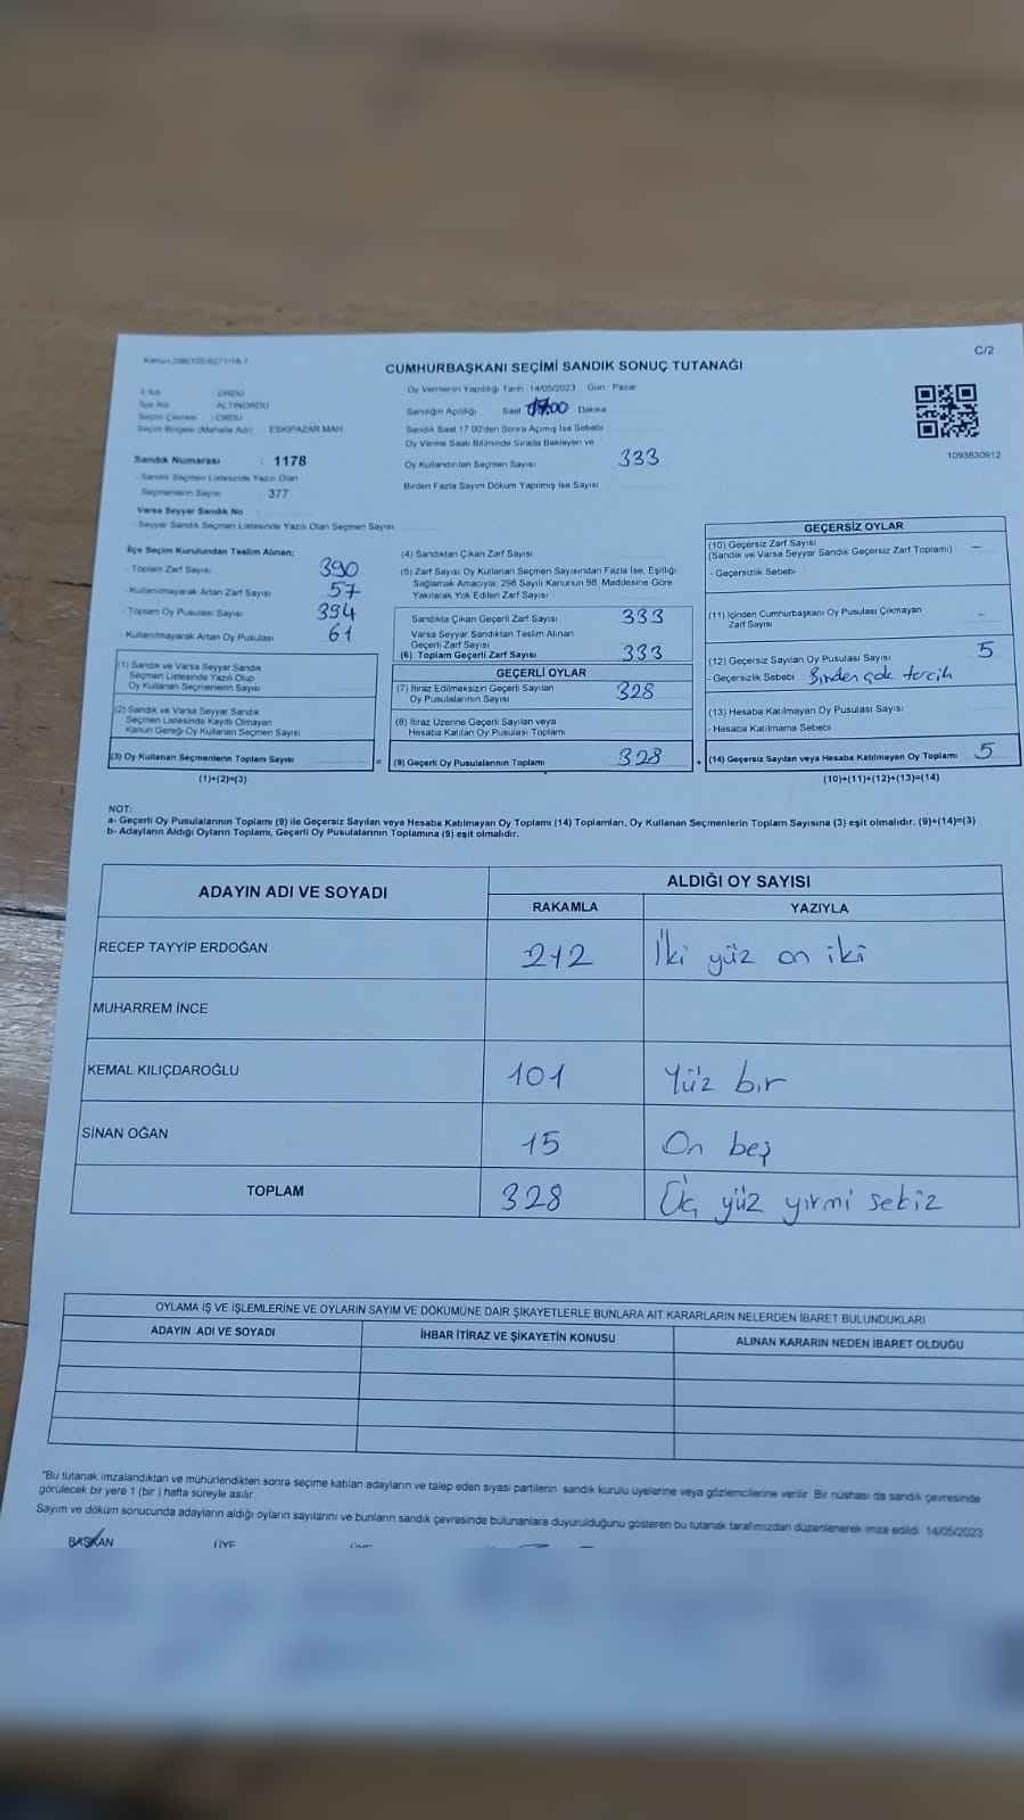 C/2
CUMHURBAŞKANI SEÇİMİ SANDIK SONUÇ TUTANAĞI
İl Adı : ORDU
İlçe Adı : ALTINORDU
Seçim Çevresi : ORDU
Seçim Bölgesi (Mahalle Adı) : ESKİPAZAR MAH.
Sandık Numarası : 1178
Sandık Seçmen Listesinde Yazılı Olan
Seçmenlerin Sayısı 377
Varsa Seyyar Sandık No
Seyyar Sandık Seçmen Listesinde Yazılı Olan Seçmen Sayısı
Oy Vermenin Yapıldığı Tarih : 14/05/2023 Gün : Pazar
Sandığın Açıldığı Saat 17.00 Dakika
Sandık Saat 17.00'den Sonra Açılmış İse Sebebi
Oy Verme Saati Bitiminde Sırada Bekleyen ve
Oy Kullandırılan Seçmen Sayısı 333
Birden Fazla Sayım Döküm Yapılmış İse Sayısı
1093830912
İlçe Seçim Kurulundan Teslim Alınan;
- Toplam Zarf Sayısı 390
- Kullanılmayarak Artan Zarf Sayısı 57
- Toplam Oy Pusulası Sayısı 394
- Kullanılmayarak Artan Oy Pusulası 61
(1) Sandık ve Varsa Seyyar Sandık
Seçmen Listesinde Yazılı Olup
Oy Kullanan Seçmenlerin Sayısı
(2) Sandık ve Varsa Seyyar Sandık
Seçmen Listesinde Kayıtlı Olmayan
Kanun Gereği Oy Kullanan Seçmen Sayısı
(3) Oy Kullanan Seçmenlerin Toplam Sayısı
(1)+(2)=(3)
(4) Sandıktan Çıkan Zarf Sayısı
(5) Zarf Sayısı Oy Kullanan Seçmen Sayısından Fazla İse, Eşitliği
Sağlamak Amacıyla; 298 Sayılı Kanunun 98. Maddesine Göre
Yakılarak Yok Edilen Zarf Sayısı
Sandıkta Çıkan Geçerli Zarf Sayısı 333
Varsa Seyyar Sandıktan Teslim Alınan
Geçerli Zarf Sayısı
(6) Toplam Geçerli Zarf Sayısı 333
GEÇERLİ OYLAR
(7) İtiraz Edilmeksizin Geçerli Sayılan
Oy Pusulalarının Sayısı 328
(8) İtiraz Üzerine Geçerli Sayılan veya
Hesaba Katılan Oy Pusulası Toplamı
= (9) Geçerli Oy Pusulalarının Toplamı 328
GEÇERSİZ OYLAR
(10) Geçersiz Zarf Sayısı
(Sandık ve Varsa Seyyar Sandık Geçersiz Zarf Toplamı) -
- Geçersizlik Sebebi
(11) İçinden Cumhurbaşkanı Oy Pusulası Çıkmayan
Zarf Sayısı -
(12) Geçersiz Sayılan Oy Pusulası Sayısı 5
- Geçersizlik Sebebi Birden çok tercih
(13) Hesaba Katılmayan Oy Pusulası Sayısı
- Hesaba Katılmama Sebebi
+ (14) Geçersiz Sayılan veya Hesaba Katılmayan Oy Toplamı 5
(10)+(11)+(12)+(13)=(14)
NOT:
a- Geçerli Oy Pusulalarının Toplamı (9) ile Geçersiz Sayılan veya Hesaba Katılmayan Oy Toplamı (14) Toplamları, Oy Kullanan Seçmenlerin Toplam Sayısına (3) eşit olmalıdır. (9)+(14)=(3)
b- Adayların Aldığı Oyların Toplamı, Geçerli Oy Pusulalarının Toplamına (9) eşit olmalıdır.
ADAYIN ADI VE SOYADI ALDIĞI OY SAYISI
RAKAMLA YAZIYLA
RECEP TAYYİP ERDOĞAN 212 İki yüz on iki
MUHARREM İNCE
KEMAL KILIÇDAROĞLU 101 Yüz bir
SİNAN OĞAN 15 On beş
TOPLAM 328 Üç yüz yirmi sekiz
OYLAMA İŞ VE İŞLEMLERİNE VE OYLARIN SAYIM VE DÖKÜMÜNE DAİR ŞİKAYETLERLE BUNLARA AİT KARARLARIN NELERDEN İBARET BULUNDUKLARI
ADAYIN ADI VE SOYADI İHBAR İTİRAZ VE ŞİKAYETİN KONUSU ALINAN KARARIN NEDEN İBARET OLDUĞU
"Bu tutanak imzalandıktan ve mühürlendikten sonra seçime katılan adayların ve talep eden siyasi partilerin sandık kurulu üyelerine veya gözlemcilerine verilir. Bir nüshası da sandık çevresinde
görülecek bir yere 1 (bir) hafta süreyle asılır.
Sayım ve döküm sonucunda adayların aldığı oyların sayılarını ve bunların sandık çevresinde bulunanlara duyurulduğunu gösteren bu tutanak tarafımızdan düzenlenerek imza edildi. 14/05/2023
BAŞKAN ÜYE